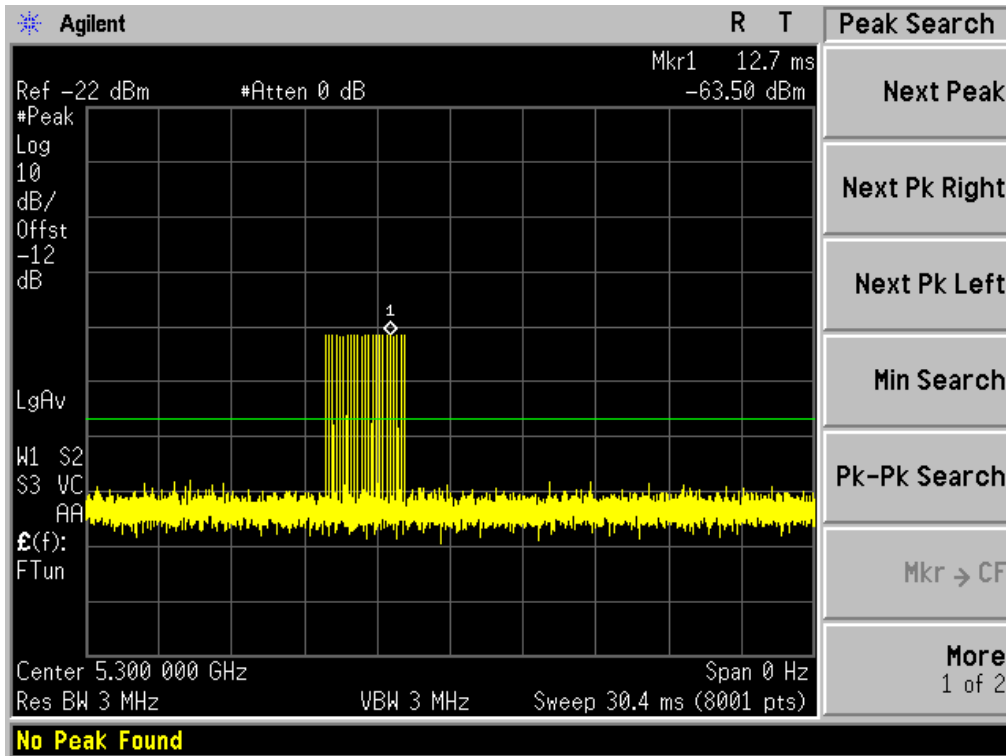 Agilent R T Peak Search
Mkr1 12.7 ms
Ref -22 dBm #Atten 0 dB -63.50 dBm
#Peak
Log
10
dB/
Offst
-12
dB
1
LgAv
W1 S2
S3 VC
AA
£(f):
FTun
Center 5.300 000 GHz Span 0 Hz
Res BW 3 MHz VBW 3 MHz Sweep 30.4 ms (8001 pts)
No Peak Found
Next Peak
Next Pk Right
Next Pk Left
Min Search
Pk-Pk Search
Mkr → CF
More
1 of 2